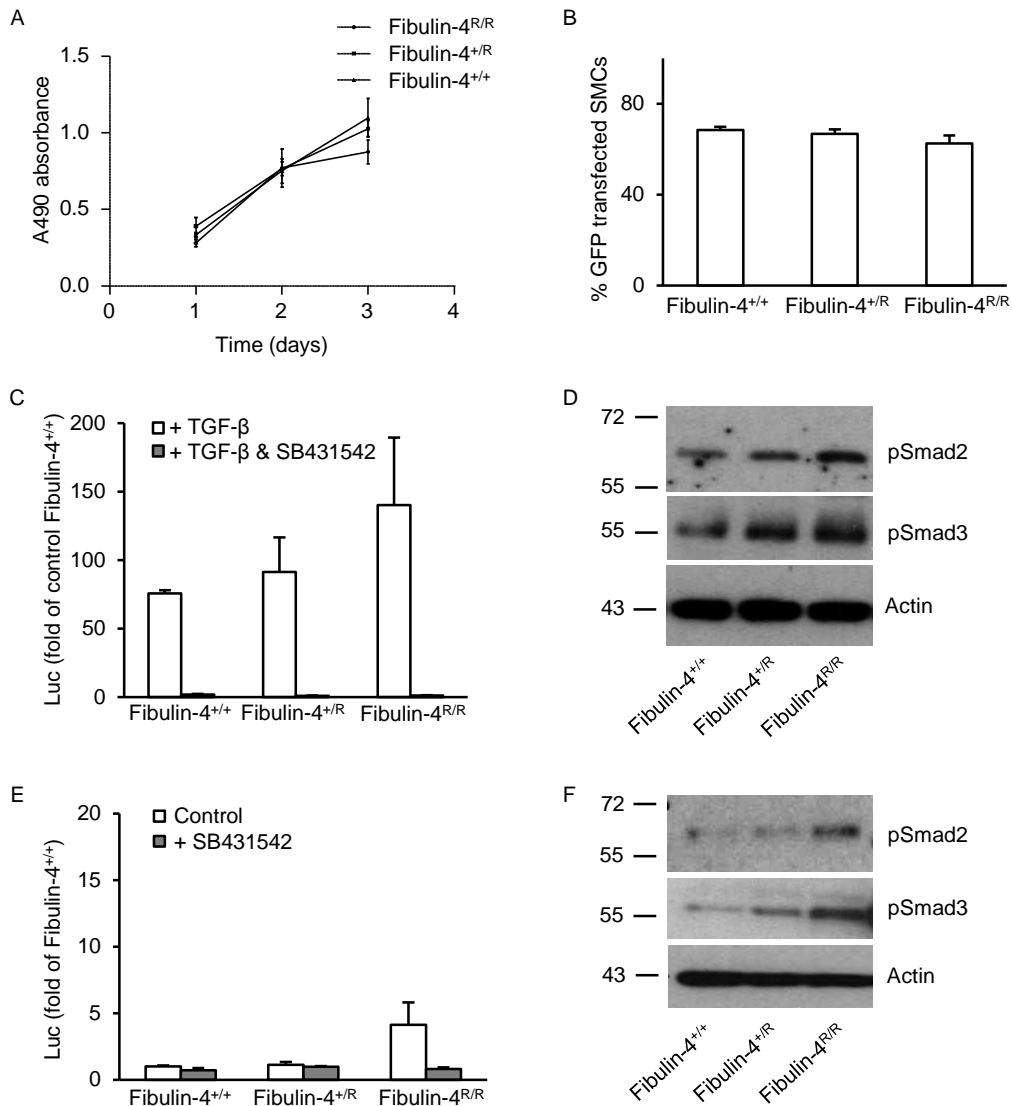 A
Fibulin-4R/R
Fibulin-4+/R
Fibulin-4+/+
1.5
1.0
0.5
0.0
A490 absorbance
0 1 2 3 4
Time (days)
B
80
40
0
% GFP transfected SMCs
Fibulin-4+/+ Fibulin-4+/R Fibulin-4R/R
C
+ TGF-β
+ TGF-β & SB431542
200
150
100
50
0
Luc (fold of control Fibulin-4+/+)
Fibulin-4+/+ Fibulin-4+/R Fibulin-4R/R
D
72
55
pSmad2
55
pSmad3
43
Actin
Fibulin-4+/+ Fibulin-4+/R Fibulin-4R/R
E
Control
+ SB431542
20
15
10
5
0
Luc (fold of Fibulin-4+/+)
Fibulin-4+/+ Fibulin-4+/R Fibulin-4R/R
F
72
55
pSmad2
55
pSmad3
43
Actin
Fibulin-4+/+ Fibulin-4+/R Fibulin-4R/R